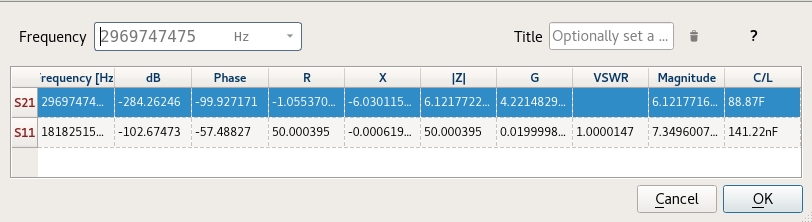 Frequency 2969747475 Hz Title Optionally set a ... ?
Frequency [Hz dB Phase R X |Z| G VSWR Magnitude C/L
S21 29697474... -284.26246 -99.927171 -1.055370... -6.030115... 6.1217722... 4.2214829... 6.1217716... 88.87F
S11 18182515... -102.67473 -57.48827 50.000395 -0.000619... 50.000395 0.0199998... 1.0000147 7.3496007... 141.22nF
Cancel OK